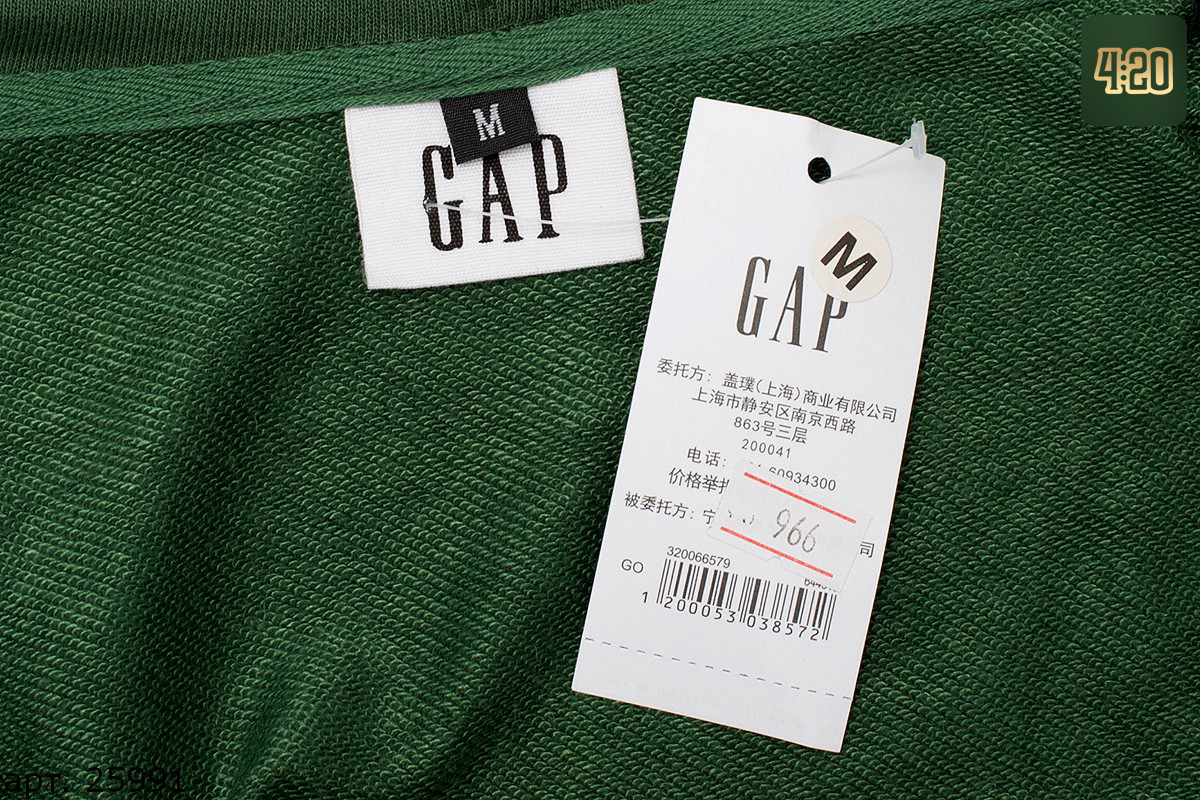 4:20
M
GAP
M
GAP
委托方：盖璞(上海)商业有限公司
上海市静安区南京西路
863号三层
200041
电话：
60934300
价格举
被委托方：宁
司
966
320066579
GO
1 200053 038572
арт. 25991